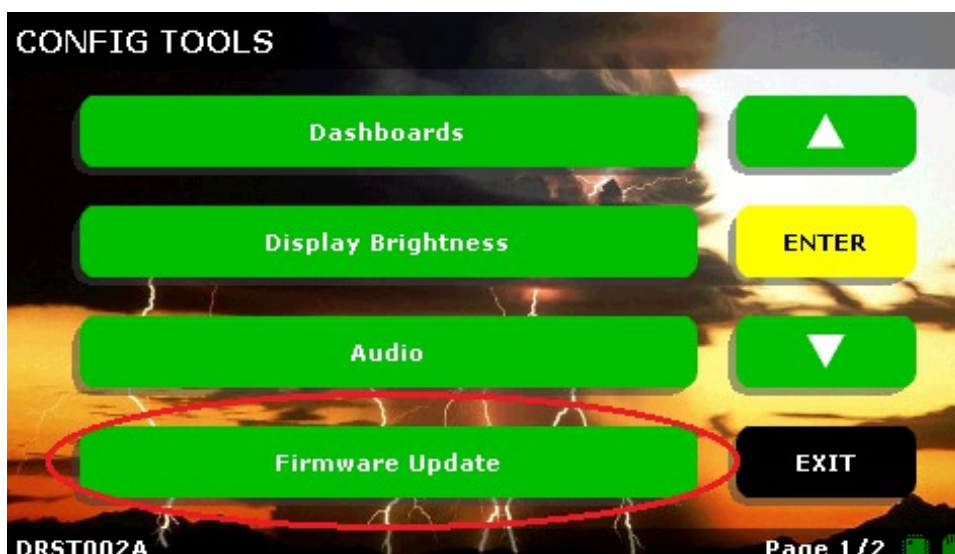 CONFIG TOOLS
Dashboards
Display Brightness
ENTER
Audio
Firmware Update
EXIT
DRST002A
Page 1/2